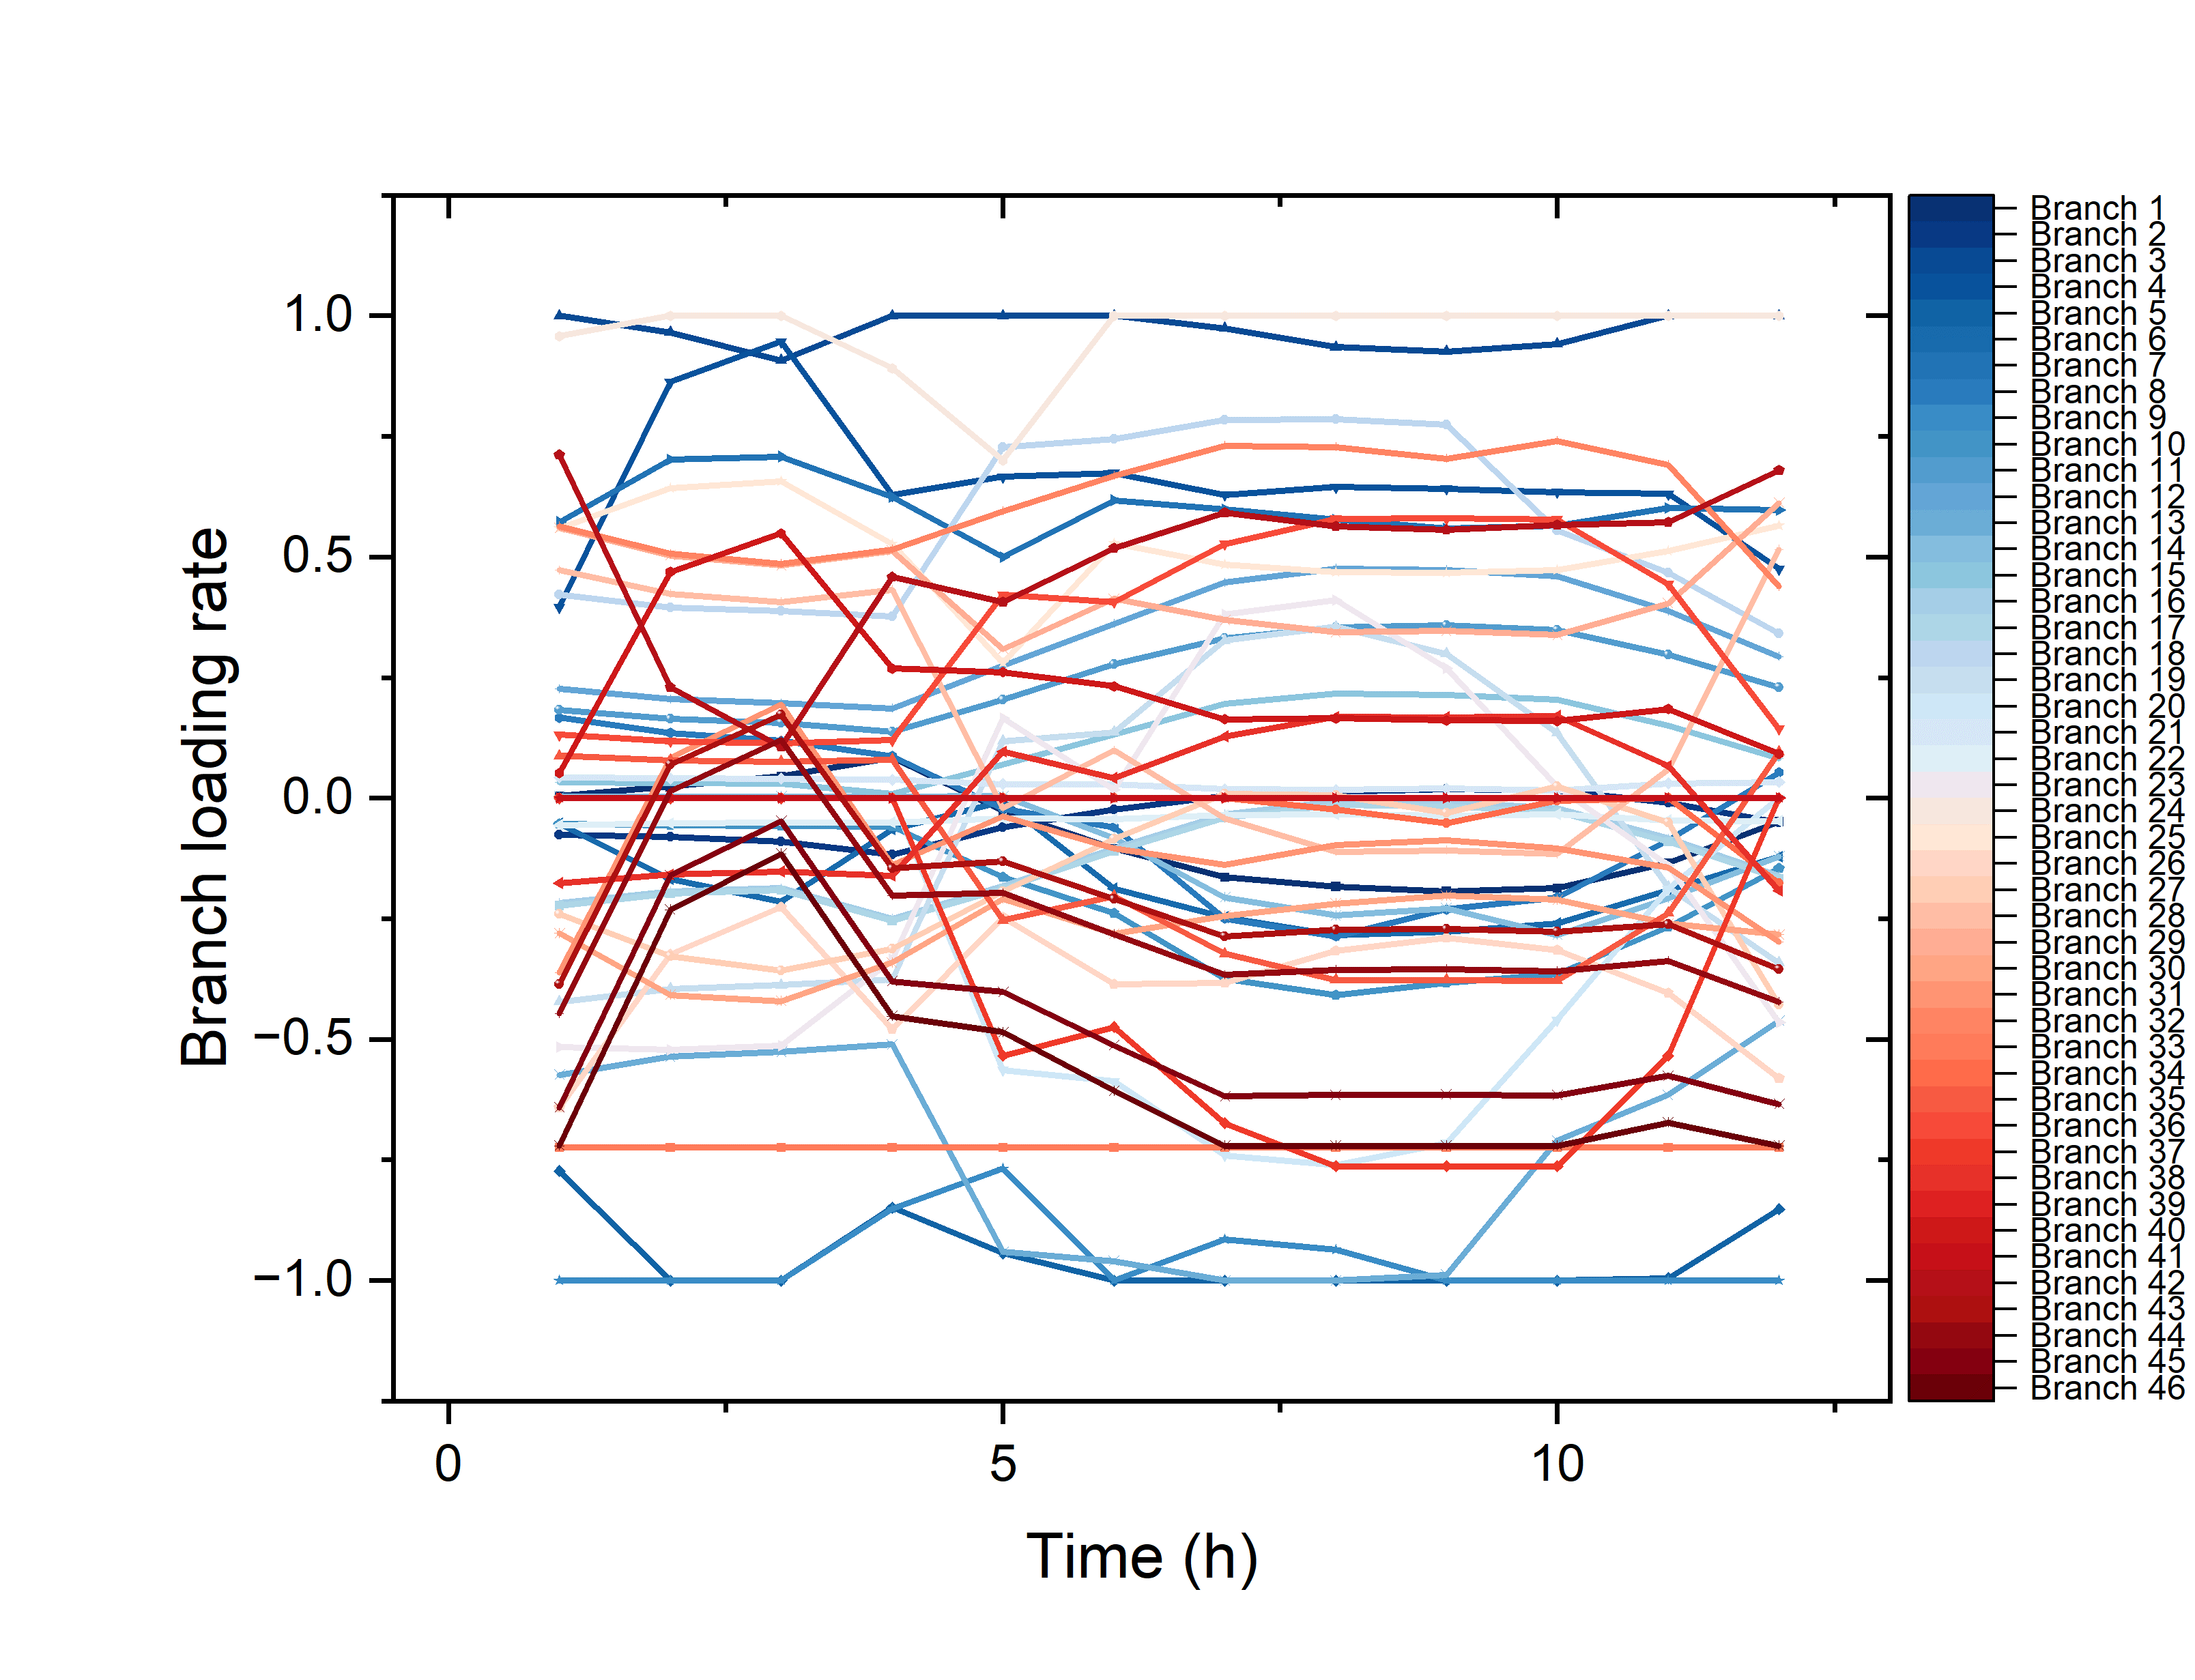 Branch loading rate
1.0
0.5
0.0
−0.5
−1.0
0
5
10
Time (h)
Branch 1
Branch 2
Branch 3
Branch 4
Branch 5
Branch 6
Branch 7
Branch 8
Branch 9
Branch 10
Branch 11
Branch 12
Branch 13
Branch 14
Branch 15
Branch 16
Branch 17
Branch 18
Branch 19
Branch 20
Branch 21
Branch 22
Branch 23
Branch 24
Branch 25
Branch 26
Branch 27
Branch 28
Branch 29
Branch 30
Branch 31
Branch 32
Branch 33
Branch 34
Branch 35
Branch 36
Branch 37
Branch 38
Branch 39
Branch 40
Branch 41
Branch 42
Branch 43
Branch 44
Branch 45
Branch 46